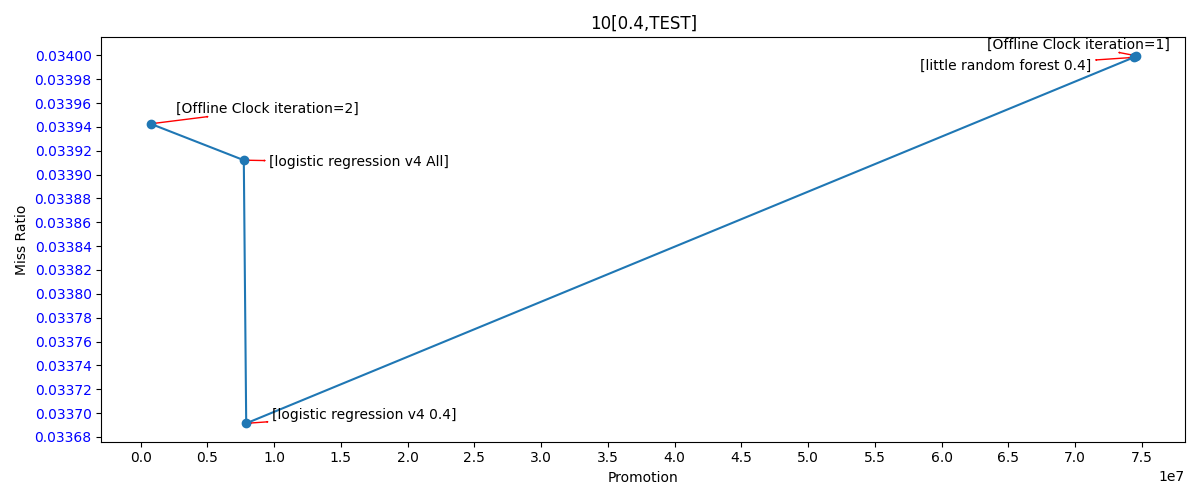 10[0.4,TEST]
Miss Ratio
0.03400
0.03398
0.03396
0.03394
0.03392
0.03390
0.03388
0.03386
0.03384
0.03382
0.03380
0.03378
0.03376
0.03374
0.03372
0.03370
0.03368
[Offline Clock iteration=1]
[little random forest 0.4]
[Offline Clock iteration=2]
[logistic regression v4 All]
[logistic regression v4 0.4]
0.0 0.5 1.0 1.5 2.0 2.5 3.0 3.5 4.0 4.5 5.0 5.5 6.0 6.5 7.0 7.5
1e7
Promotion